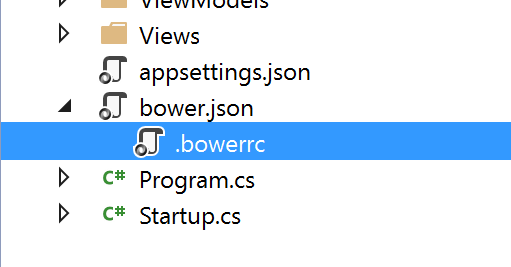 ViewModels
Views
appsettings.json
bower.json
.bowerrc
C# Program.cs
C# Startup.cs